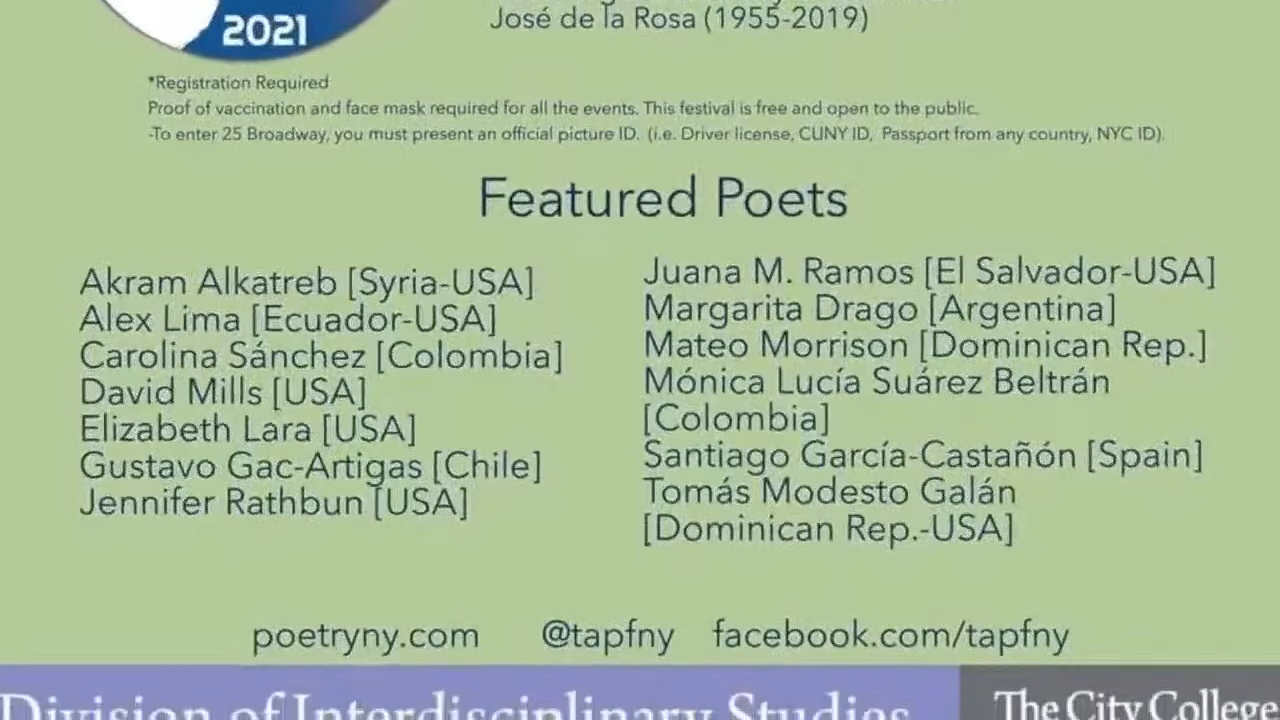 2021
José de la Rosa (1955-2019)
*Registration Required
Proof of vaccination and face mask required for all the events. This festival is free and open to the public.
-To enter 25 Broadway, you must present an official picture ID. (i.e. Driver license, CUNY ID, Passport from any country, NYC ID).
Featured Poets
Akram Alkatreb [Syria-USA]
Alex Lima [Ecuador-USA]
Carolina Sánchez [Colombia]
David Mills [USA]
Elizabeth Lara [USA]
Gustavo Gac-Artigas [Chile]
Jennifer Rathbun [USA]
Juana M. Ramos [El Salvador-USA]
Margarita Drago [Argentina]
Mateo Morrison [Dominican Rep.]
Mónica Lucía Suárez Beltrán
[Colombia]
Santiago García-Castañón [Spain]
Tomás Modesto Galán
[Dominican Rep.-USA]
poetryny.com @tapfny facebook.com/tapfny
Division of Interdisciplinary Studies
The City College